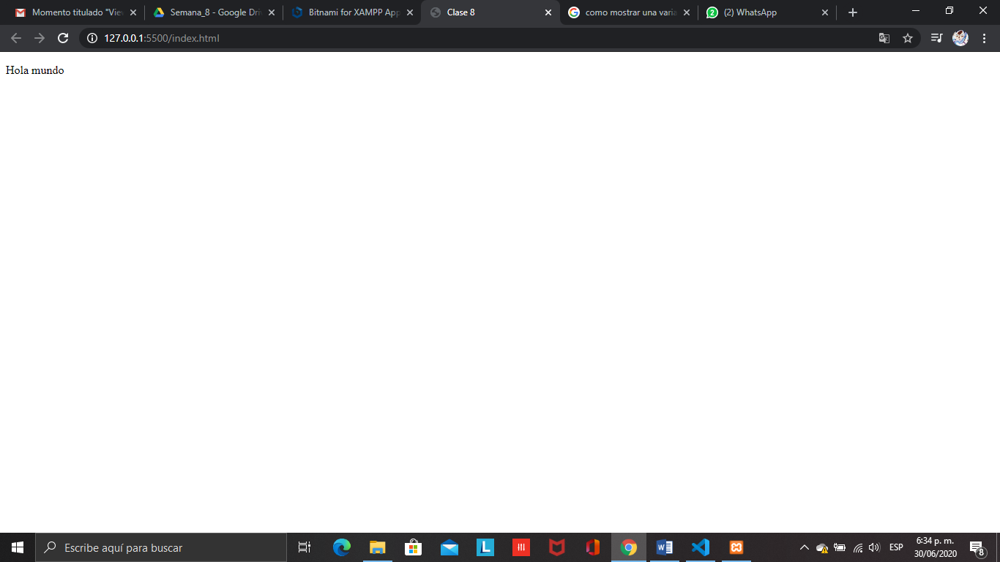 Momento titulado "View
Semana_8 - Google Dri
Bitnami for XAMPP App
Clase 8
como mostrar una varia
(2) WhatsApp
127.0.0.1:5500/index.html
Hola mundo
Escribe aquí para buscar
ESP
6:34 p. m.
30/06/2020
8